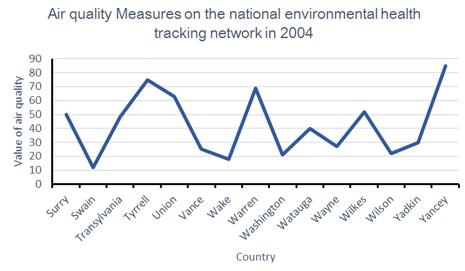 Air quality Measures on the national environmental health
tracking network in 2004
Value of air quality
90
80
70
60
50
40
30
20
10
0
Surry
Swain
Transylvania
Tyrrell
Union
Vance
Wake
Warren
Washington
Watauga
Wayne
Wilkes
Wilson
Yadkin
Yancey
Country